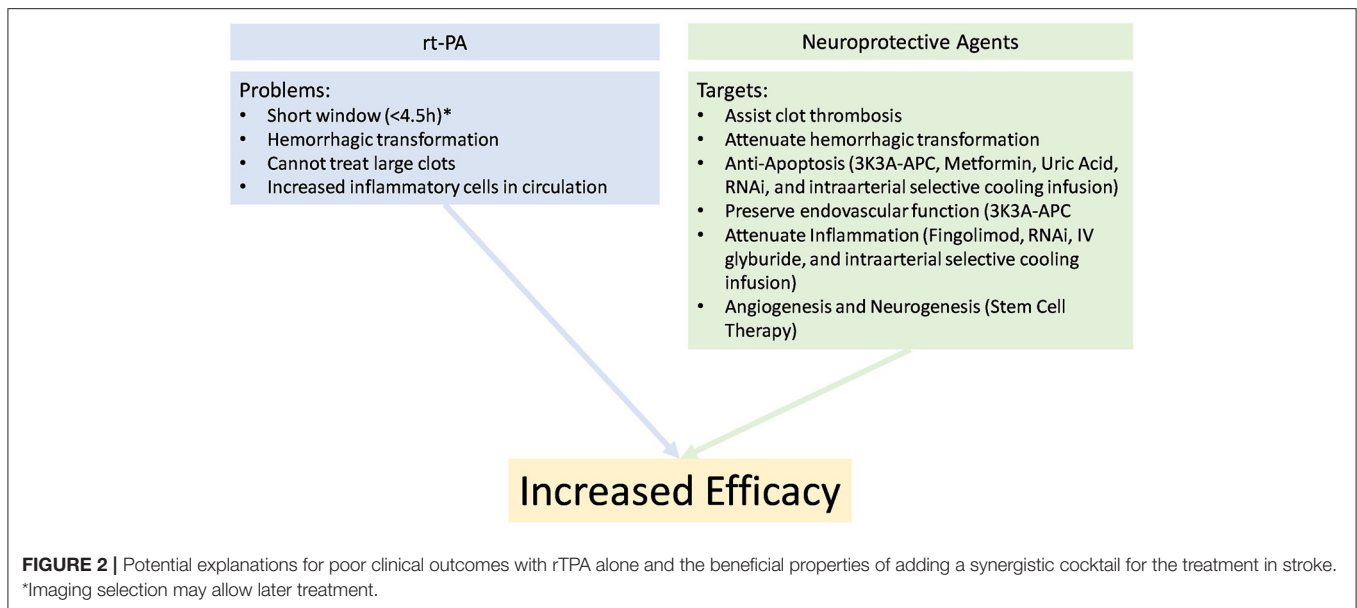 rt-PA
Problems:
• Short window (<4.5h)*
• Hemorrhagic transformation
• Cannot treat large clots
• Increased inflammatory cells in circulation
Neuroprotective Agents
Targets:
• Assist clot thrombosis
• Attenuate hemorrhagic transformation
• Anti-Apoptosis (3K3A-APC, Metformin, Uric Acid,
RNAi, and intraarterial selective cooling infusion)
• Preserve endovascular function (3K3A-APC
• Attenuate Inflammation (Fingolimod, RNAi, IV
glyburide, and intraarterial selective cooling
infusion)
• Angiogenesis and Neurogenesis (Stem Cell
Therapy)
Increased Efficacy
FIGURE 2 | Potential explanations for poor clinical outcomes with rTPA alone and the beneficial properties of adding a synergistic cocktail for the treatment in stroke.
*Imaging selection may allow later treatment.